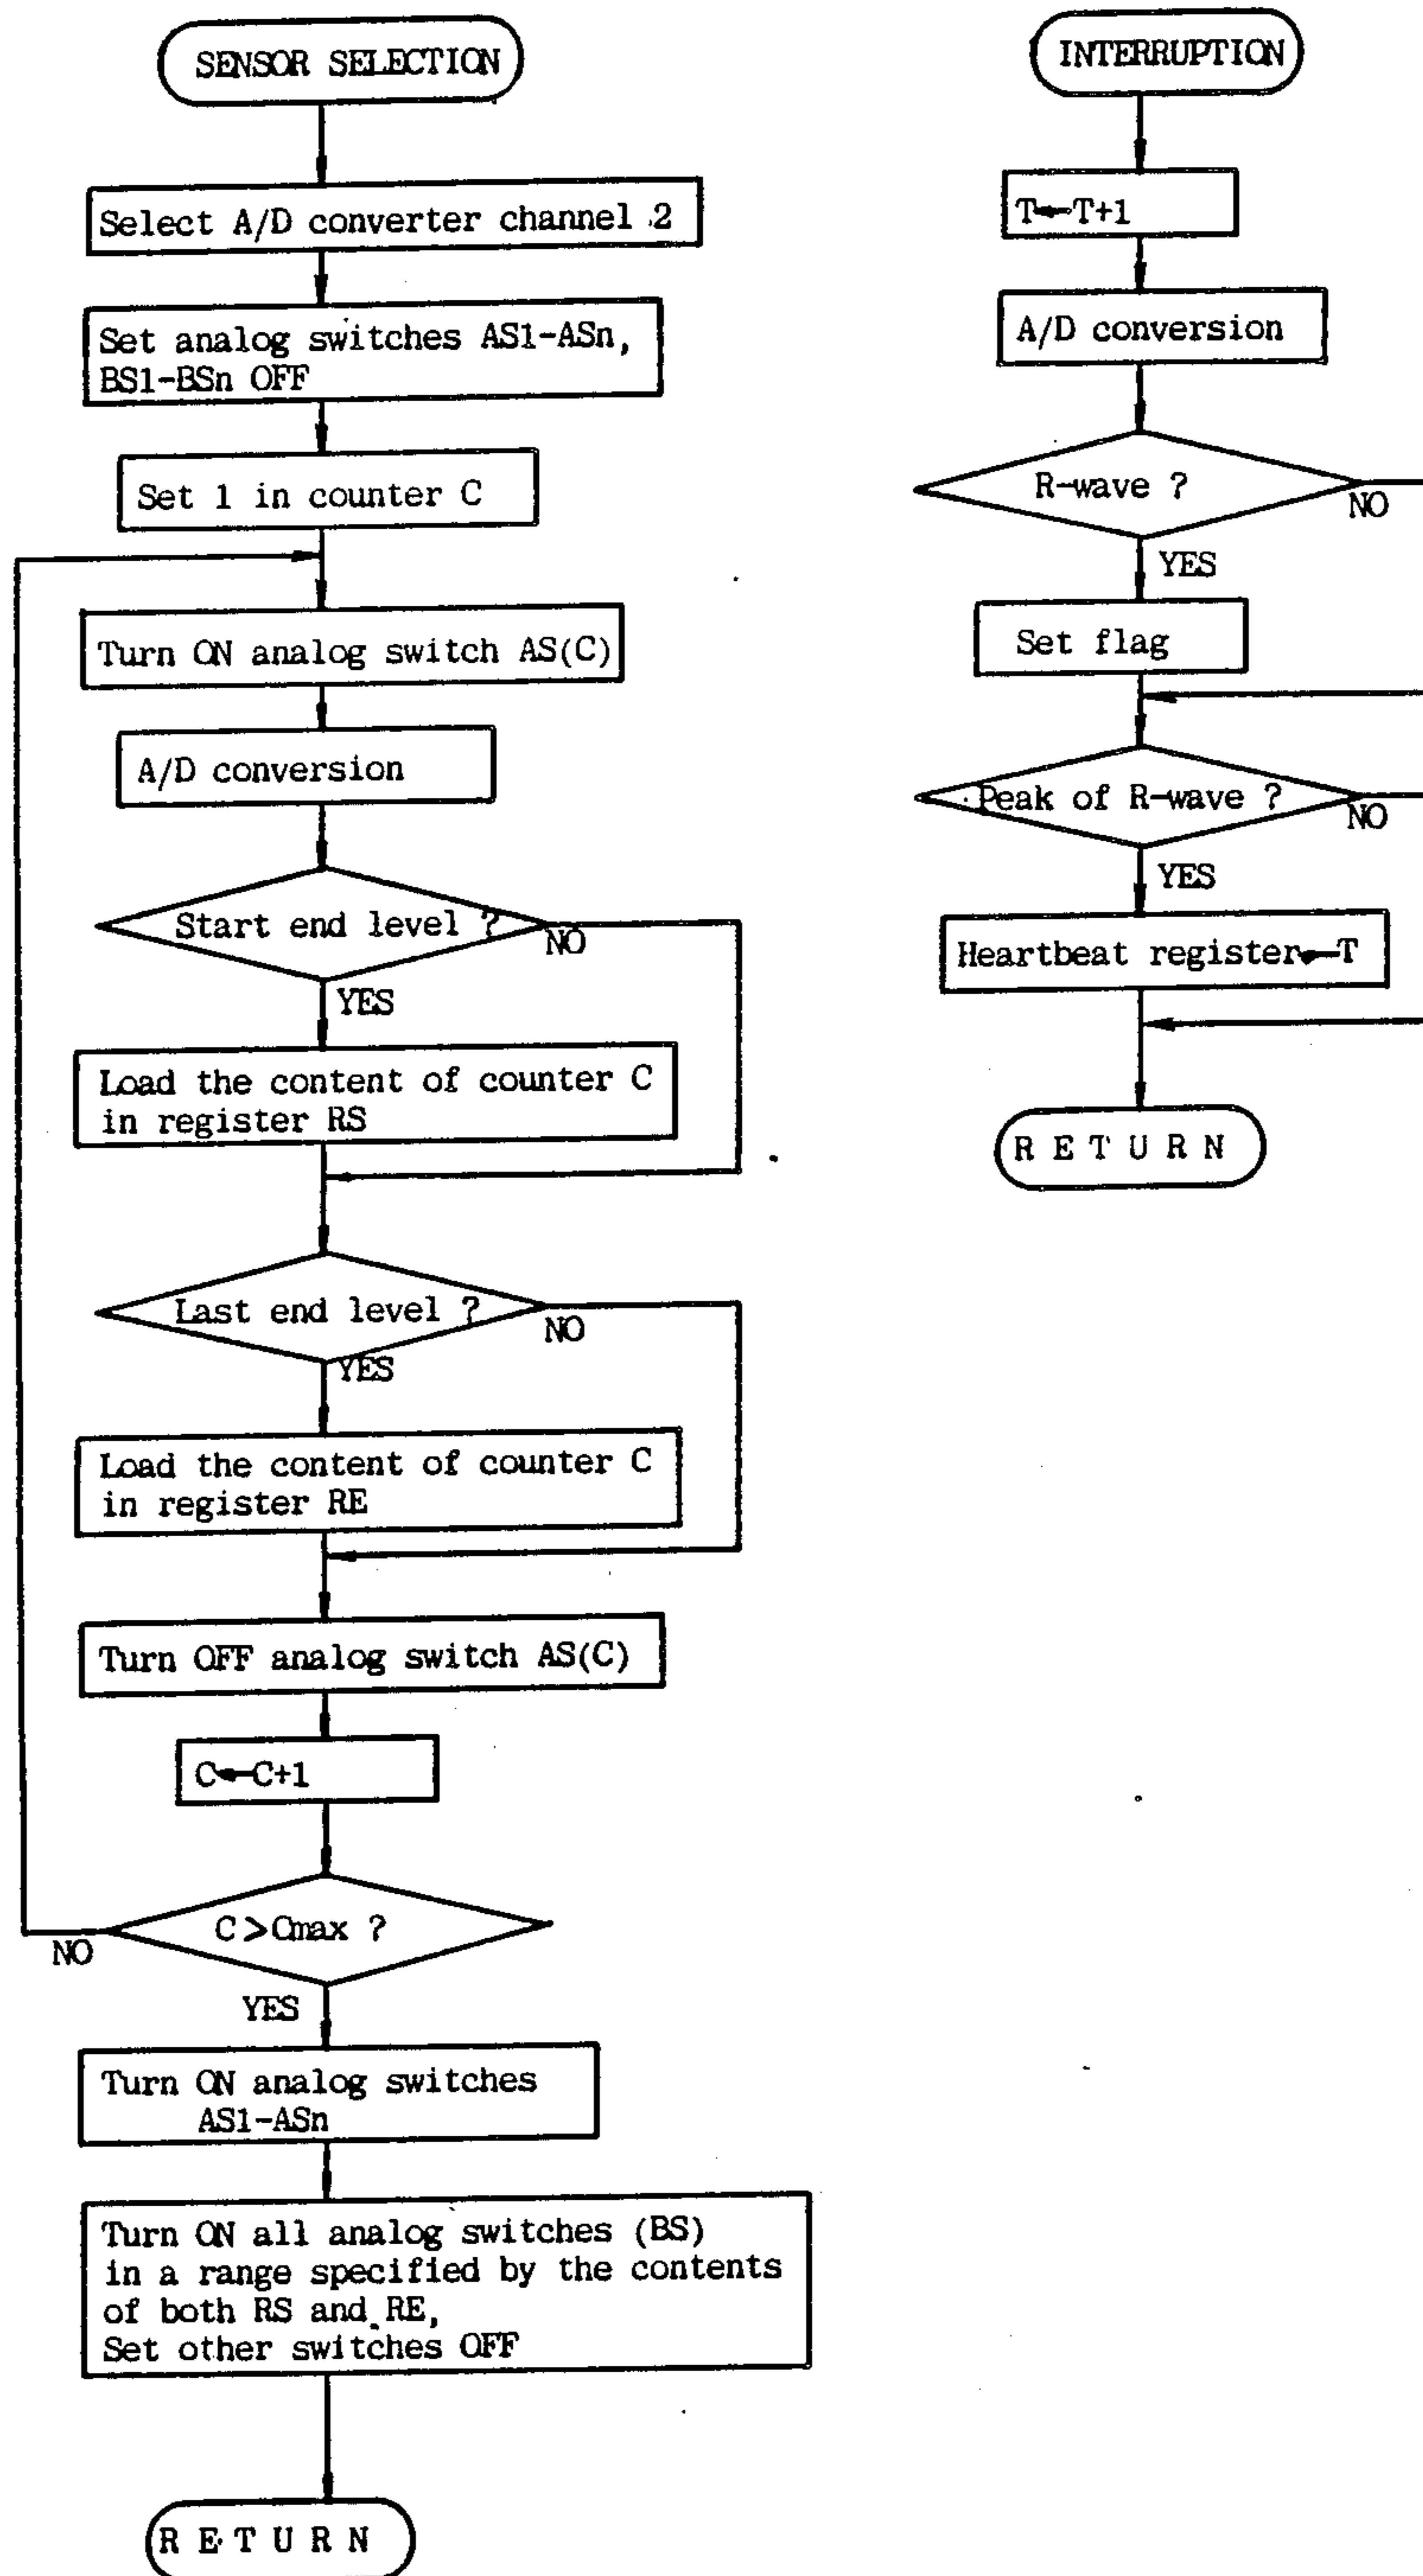 SENSOR SELECTION
Select A/D converter channel 2
Set analog switches AS1-ASn,
BS1-BSn OFF
Set 1 in counter C
Turn ON analog switch AS(C)
A/D conversion
Start end level ?
NO
YES
Load the content of counter C
in register RS
Last end level ?
NO
YES
Load the content of counter C
in register RE
Turn OFF analog switch AS(C)
C←C+1
C>Cmax ?
NO
YES
Turn ON analog switches
AS1-ASn
Turn ON all analog switches (BS)
in a range specified by the contents
of both RS and RE,
Set other switches OFF
RETURN
INTERRUPTION
T←T+1
A/D conversion
R-wave ?
NO
YES
Set flag
Peak of R-wave ?
NO
YES
Heartbeat register←T
RETURN